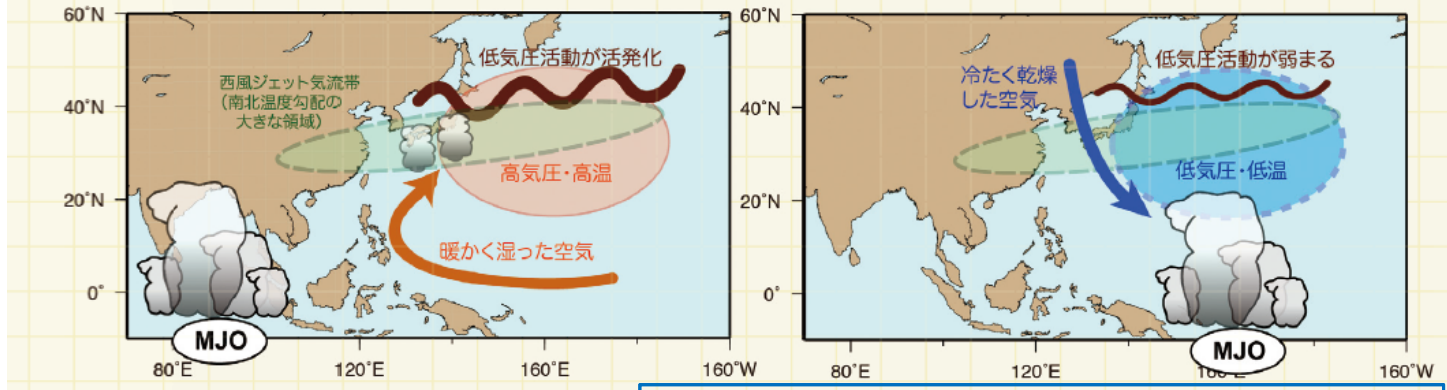 60˚N
40˚N
20˚N
0˚
80˚E
120˚E
160˚E
160˚W
低気圧活動が活発化
西風ジェット気流帯
(南北温度勾配の
大きな領域)
高気圧・高温
暖かく湿った空気
MJO
60˚N
40˚N
20˚N
0˚
80˚E
120˚E
160˚E
160˚W
低気圧活動が弱まる
冷たく乾燥
した空気
低気圧・低温
MJO